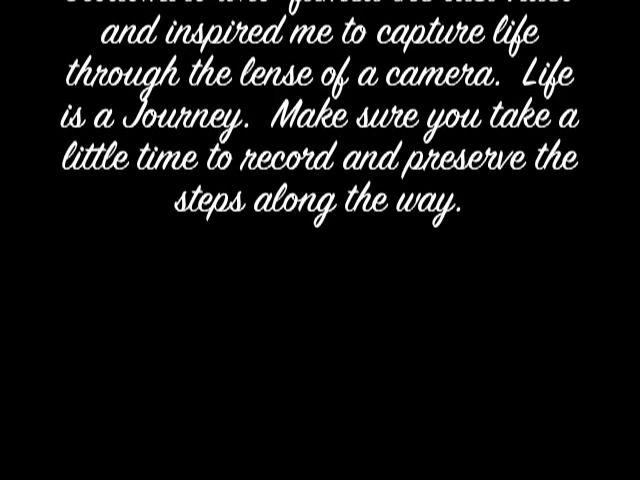 and inspired me to capture life
through the lense of a camera.  Life
is a Journey.  Make sure you take a
little time to record and preserve the
steps along the way.